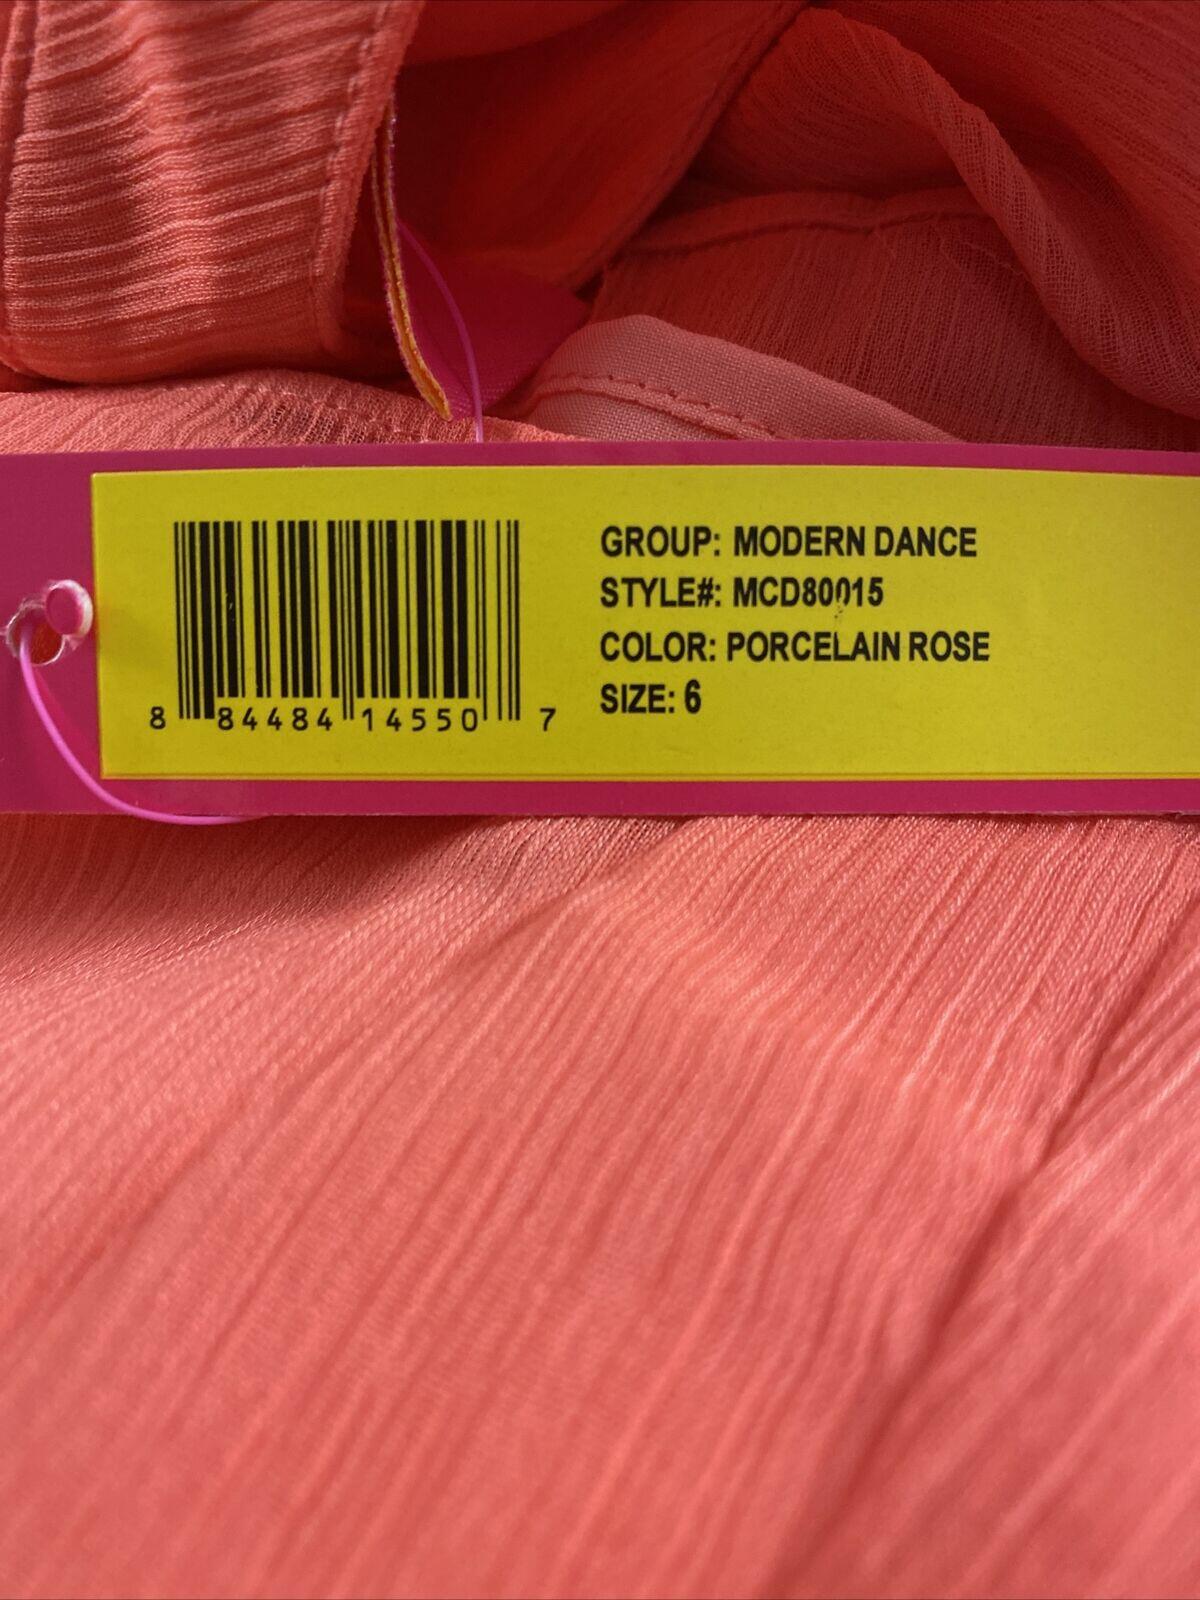 GROUP: MODERN DANCE
STYLE#: MCD80015
COLOR: PORCELAIN ROSE
SIZE: 6
8 84484 14550 7